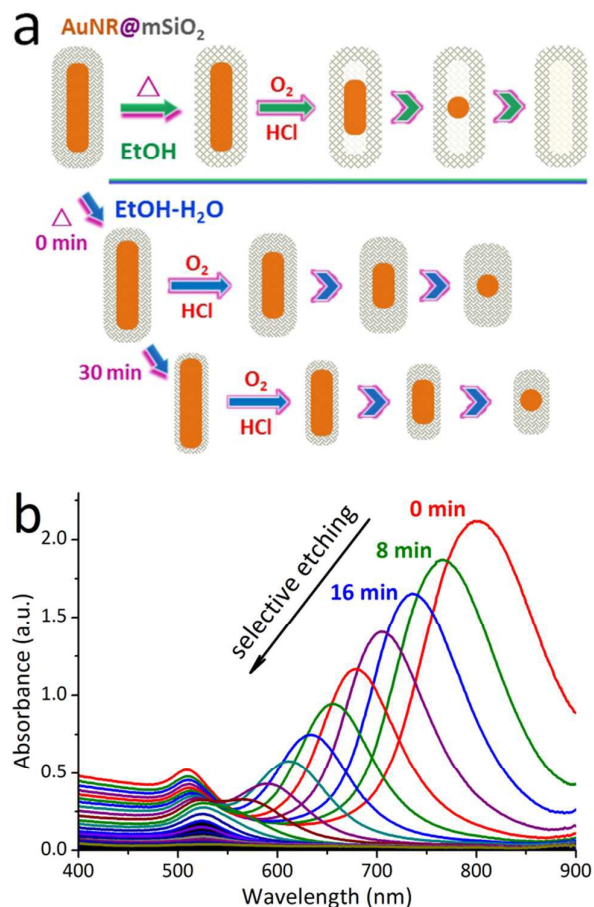 a
AuNR@mSiO₂
△
EtOH
O₂
HCl
△
0 min
EtOH-H₂O
O₂
HCl
30 min
O₂
HCl
b
0 min
8 min
16 min
selective etching
Absorbance (a.u.)
2.0
1.5
1.0
0.5
0.0
400 500 600 700 800 900
Wavelength (nm)